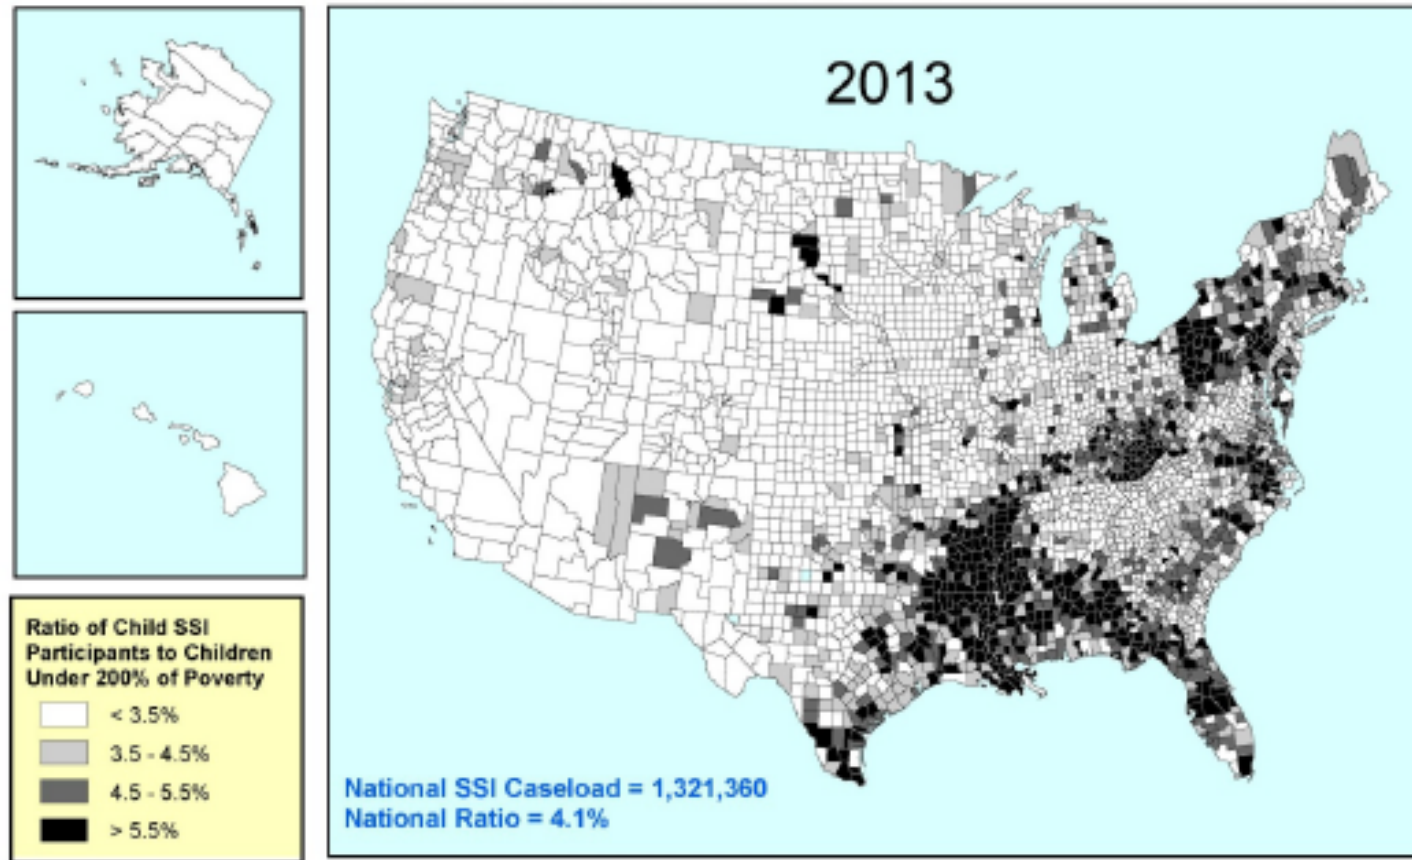 2013
Ratio of Child SSI
Participants to Children
Under 200% of Poverty
< 3.5%
3.5 - 4.5%
4.5 - 5.5%
> 5.5%
National SSI Caseload = 1,321,360
National Ratio = 4.1%